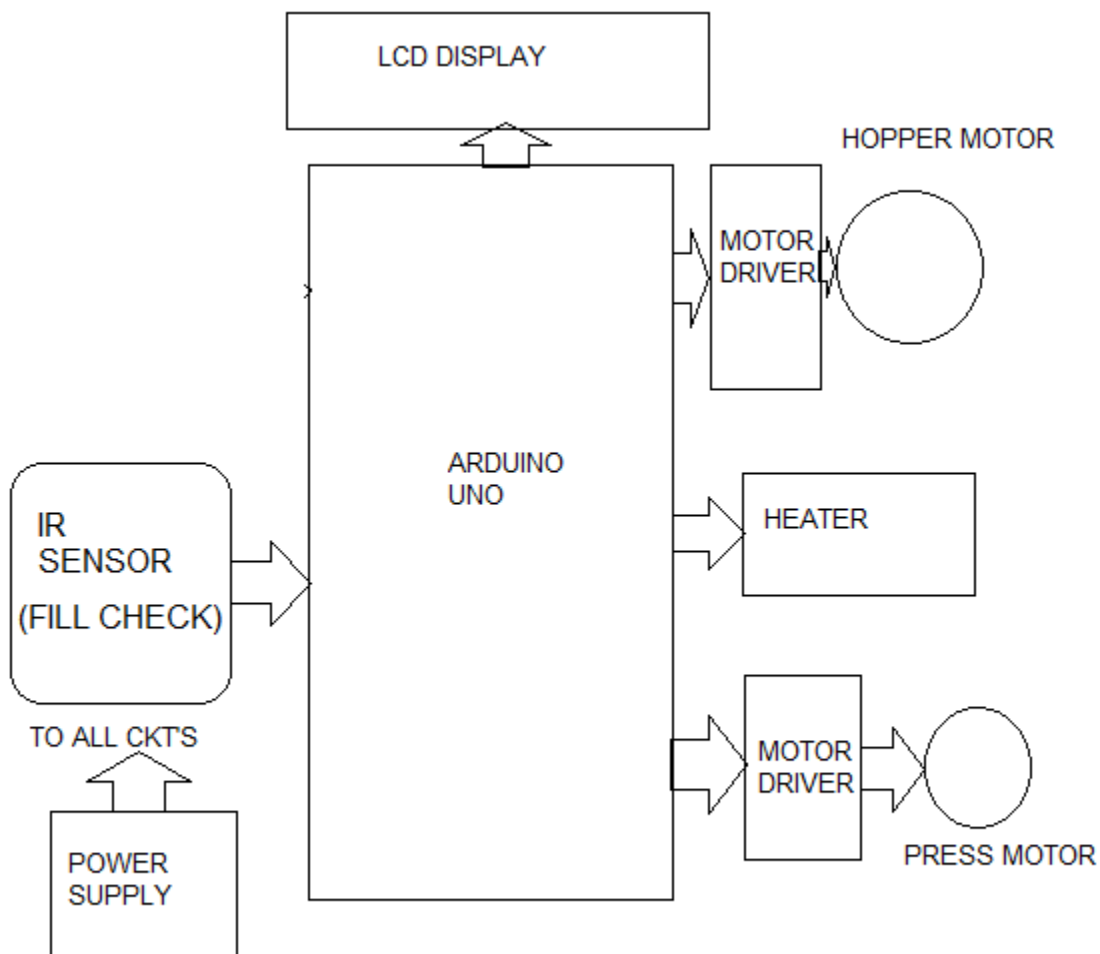 LCD DISPLAY
HOPPER MOTOR
MOTOR
DRIVER
ARDUINO
UNO
HEATER
IR
SENSOR
(FILL CHECK)
TO ALL CKT'S
MOTOR
DRIVER
PRESS MOTOR
POWER
SUPPLY